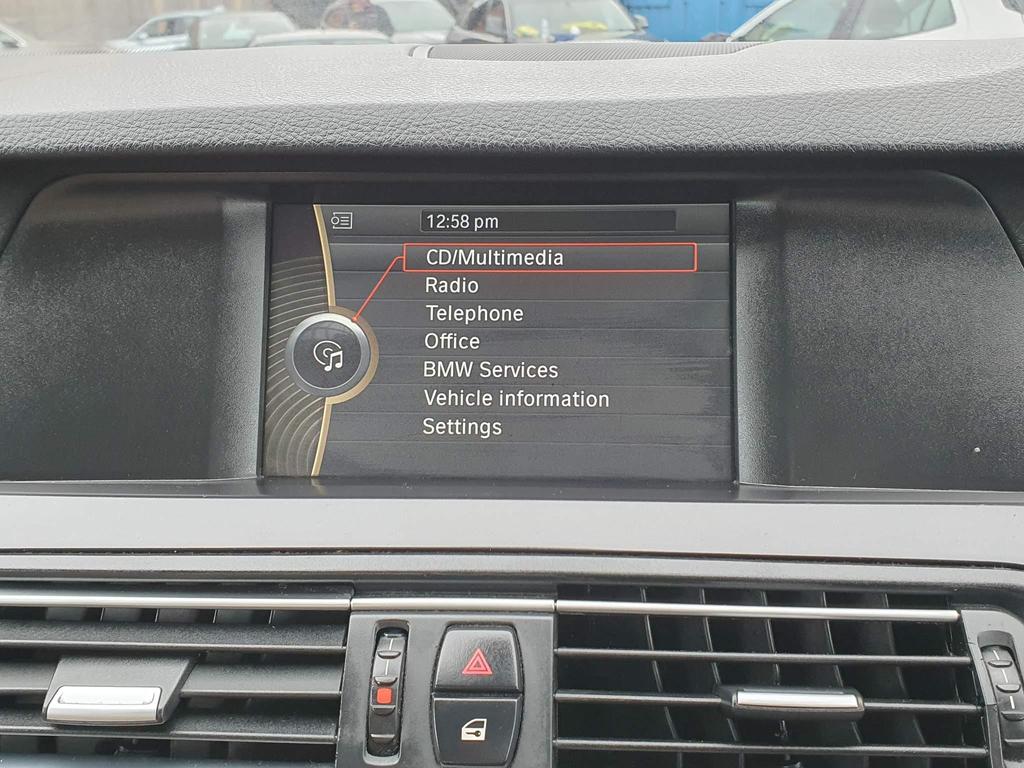 12:58 pm
CD/Multimedia
Radio
Telephone
Office
BMW Services
Vehicle information
Settings